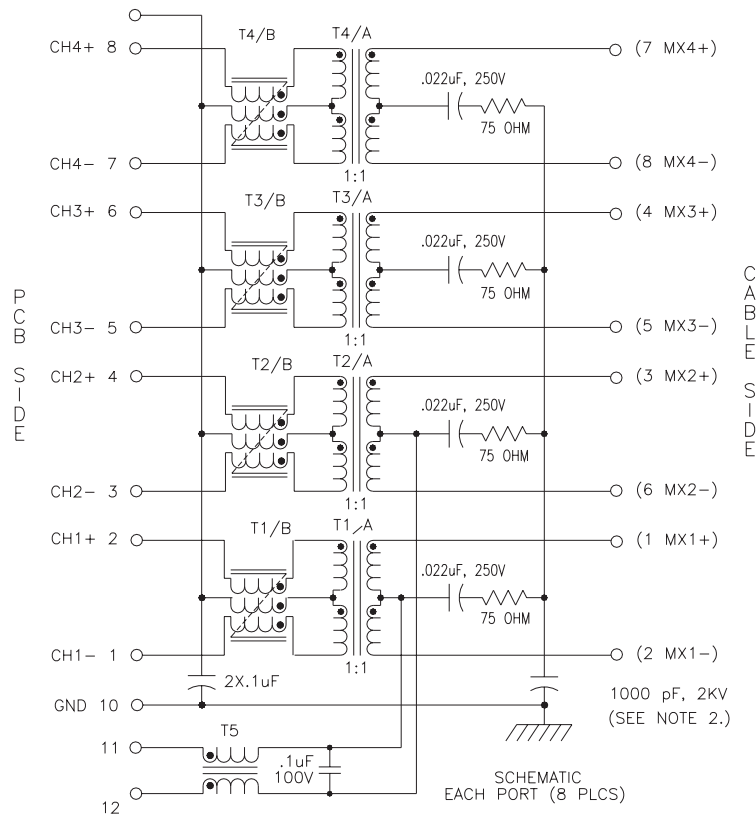 T4/B T4/A
CH4+ 8
(7 MX4+)
.022uF, 250V
75 OHM
CH4- 7
(8 MX4-)
1:1
T3/B T3/A
CH3+ 6
(4 MX3+)
.022uF, 250V
75 OHM
CH3- 5
(5 MX3-)
1:1
PCB SIDE
CABLE SIDE
T2/B T2/A
CH2+ 4
(3 MX2+)
.022uF, 250V
75 OHM
CH2- 3
(6 MX2-)
1:1
T1/B T1/A
CH1+ 2
(1 MX1+)
.022uF, 250V
75 OHM
CH1- 1
(2 MX1-)
1:1
2X.1uF
1000 pF, 2KV
(SEE NOTE 2.)
GND 10
T5
11
.1uF
100V
12
SCHEMATIC
EACH PORT (8 PLCS)